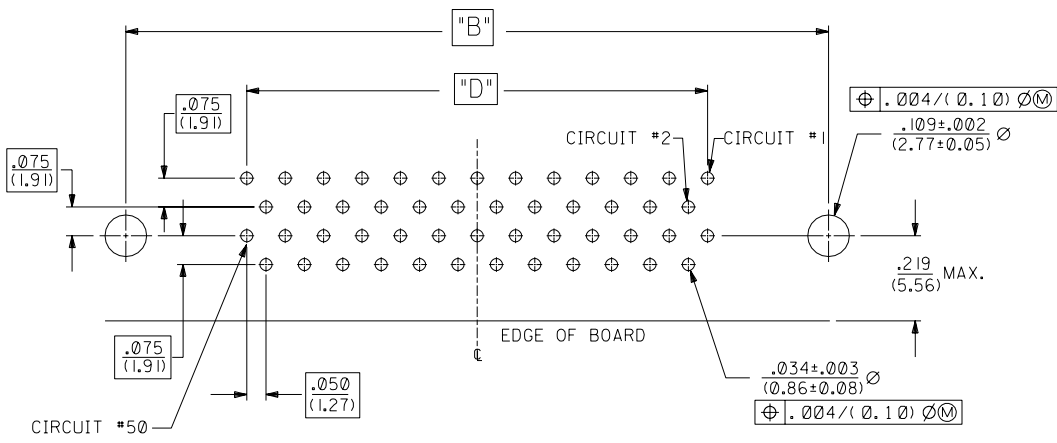 "B"
"D"
⌖ .004/(0.10) Ø Ⓜ
.109±.002
(2.77±0.05) Ø
.075
(1.91)
CIRCUIT #2
CIRCUIT #1
.075
(1.91)
.219
(5.56) MAX.
EDGE OF BOARD
℄
.075
(1.91)
.050
(1.27)
.034±.003
(0.86±0.08) Ø
⌖ .004/(0.10) Ø Ⓜ
CIRCUIT #50